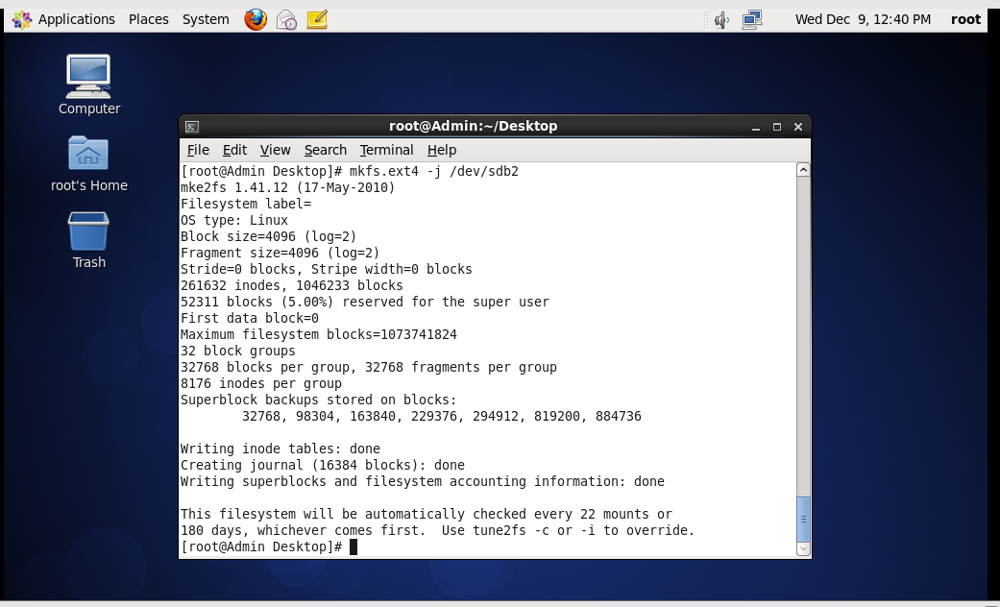 Applications Places System Wed Dec 9, 12:40 PM root
Computer
root's Home
Trash
root@Admin:~/Desktop
File Edit View Search Terminal Help
[root@Admin Desktop]# mkfs.ext4 -j /dev/sdb2
mke2fs 1.41.12 (17-May-2010)
Filesystem label=
OS type: Linux
Block size=4096 (log=2)
Fragment size=4096 (log=2)
Stride=0 blocks, Stripe width=0 blocks
261632 inodes, 1046233 blocks
52311 blocks (5.00%) reserved for the super user
First data block=0
Maximum filesystem blocks=1073741824
32 block groups
32768 blocks per group, 32768 fragments per group
8176 inodes per group
Superblock backups stored on blocks:
32768, 98304, 163840, 229376, 294912, 819200, 884736
Writing inode tables: done
Creating journal (16384 blocks): done
Writing superblocks and filesystem accounting information: done
This filesystem will be automatically checked every 22 mounts or
180 days, whichever comes first.  Use tune2fs -c or -i to override.
[root@Admin Desktop]#